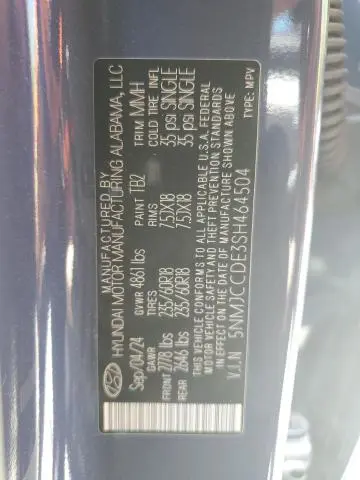 MANUFACTURED BY
HYUNDAI MOTOR MANUFACTURING ALABAMA, LLC
Sep/04/24 GVWR 4861 lbs PAINT TB2 TRIM MMH
GAWR TIRES RIMS COLD TIRE INFL
FRONT 2778 lbs 235/60R18 7.5JX18 35 psi SINGLE
REAR 2646 lbs 235/60R18 7.5JX18 35 psi SINGLE
THIS VEHICLE CONFORMS TO ALL APPLICABLE U.S.A. FEDERAL
MOTOR VEHICLE SAFETY AND THEFT PREVENTION STANDARDS
IN EFFECT ON THE DATE OF MANUFACTURE SHOWN ABOVE
V.I.N 5NMJCCDE3SH464504 TYPE: MPV